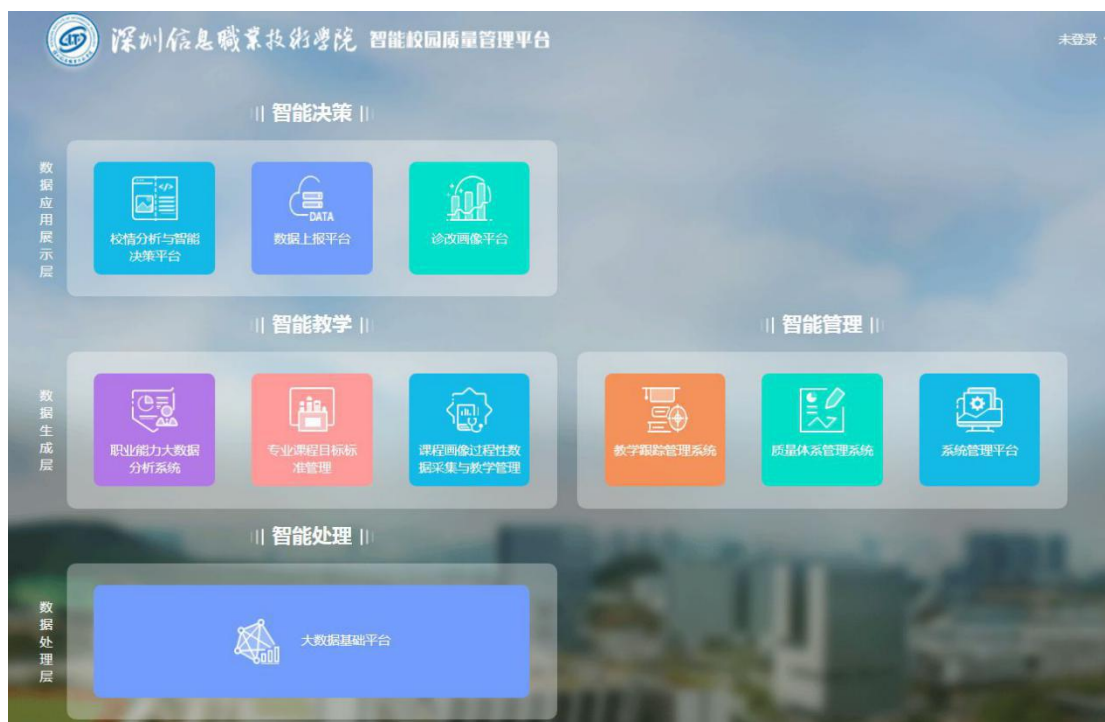 深圳信息職業技術學院 智能校园质量管理平台
未登录
智能决策
数据应用展示层
校情分析与智能
决策平台
DATA
数据上报平台
诊改画像平台
智能教学
智能管理
数据生成层
职业能力大数据
分析系统
专业课程目标标
准管理
课程画像过程性数
据采集与教学管理
教学跟踪管理系统
质量体系管理系统
系统管理平台
智能处理
数据处理层
大数据基础平台